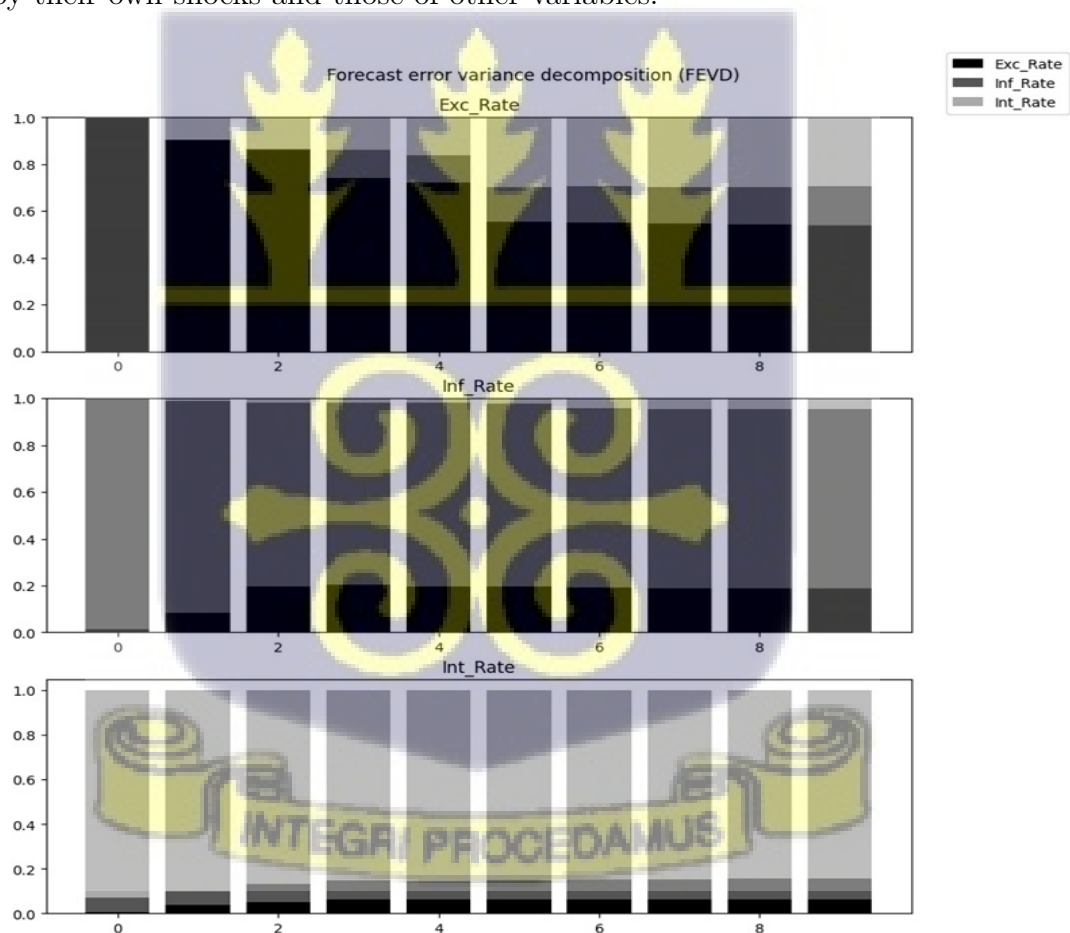 by their own shocks and those of other variables.
Forecast error variance decomposition (FEVD)
Exc_Rate
Inf_Rate
Int_Rate
Exc_Rate
1.0
0.8
0.6
0.4
0.2
0.0
0 2 4 6 8
Inf_Rate
1.0
0.8
0.6
0.4
0.2
0.0
0 2 4 6 8
Int_Rate
1.0
0.8
0.6
0.4
0.2
0.0
INTEGRI PROCEDAMUS
0 2 4 6 8